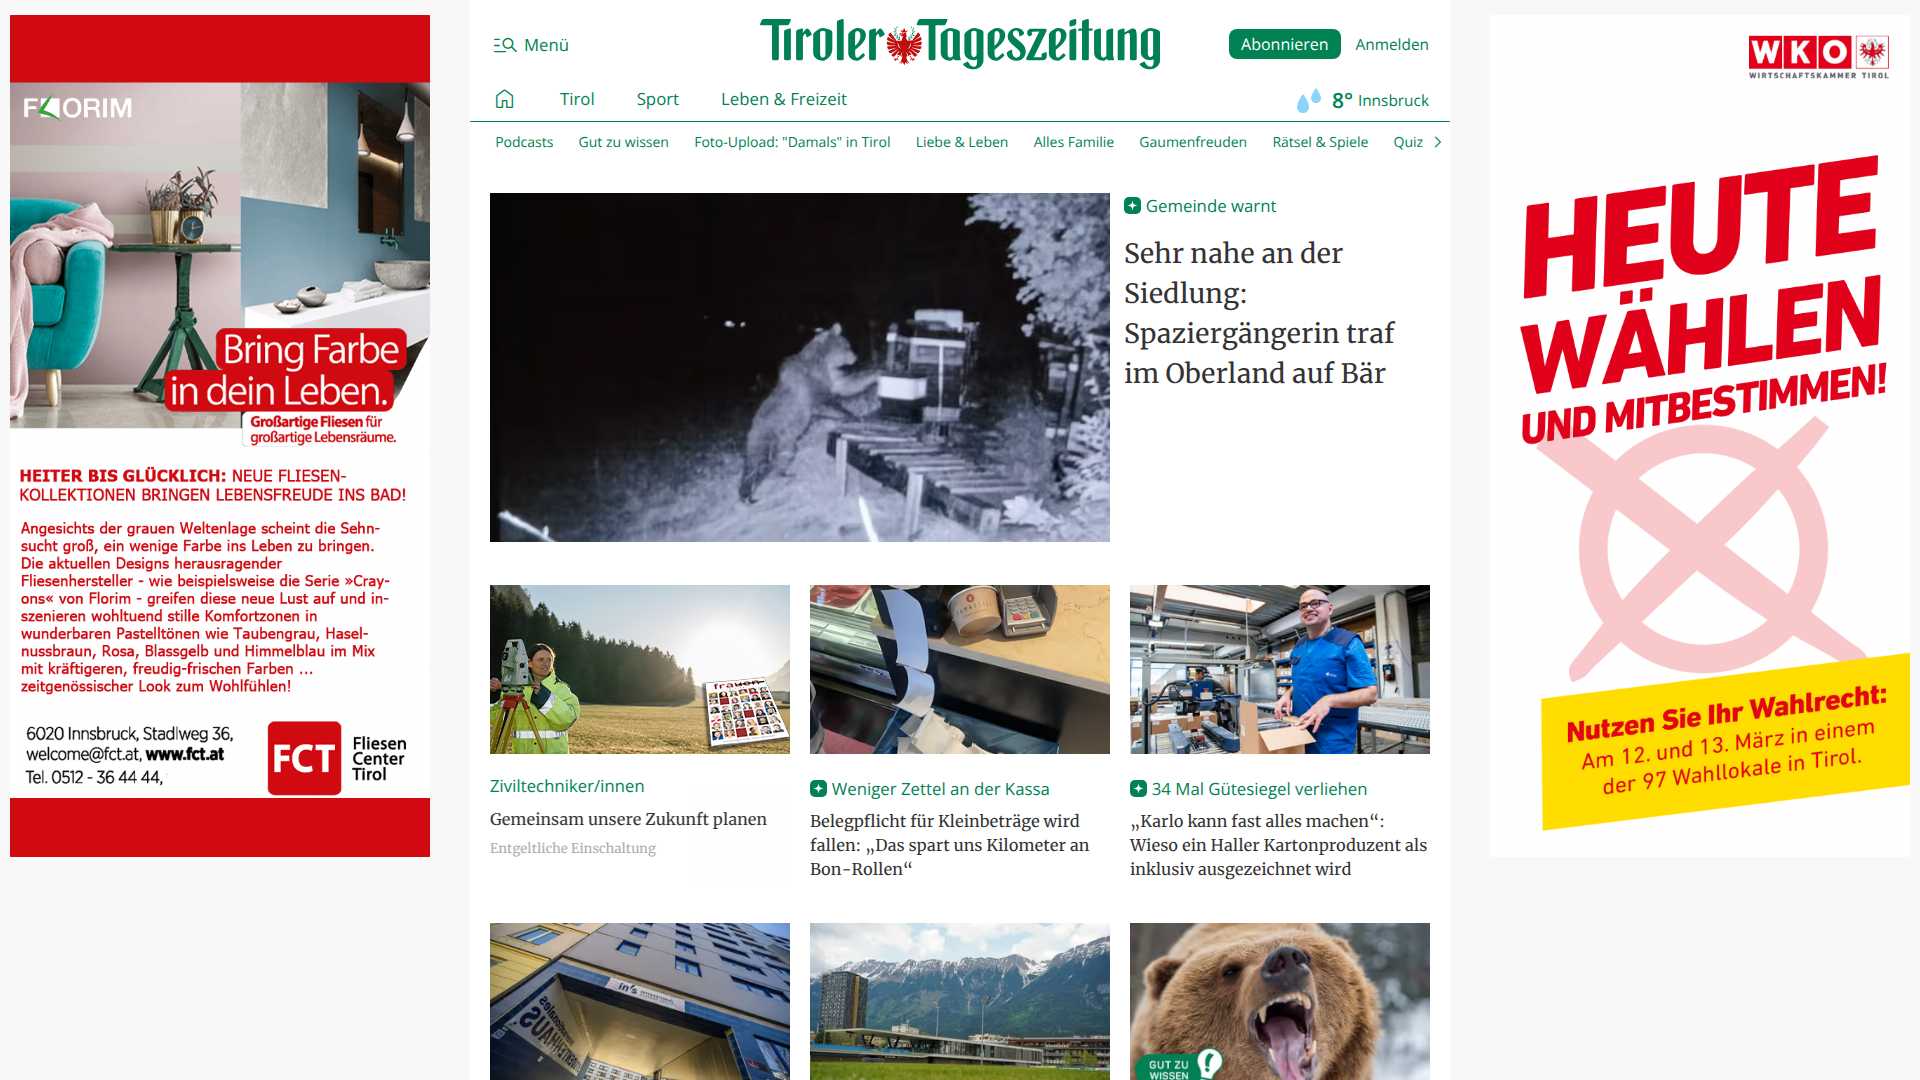 FLORIM
Bring Farbe
in dein Leben.
Großartige Fliesen für
großartige Lebensräume.
HEITER BIS GLÜCKLICH: NEUE FLIESEN-
KOLLEKTIONEN BRINGEN LEBENSFREUDE INS BAD!
Angesichts der grauen Weltenlage scheint die Sehn-
sucht groß, ein wenige Farbe ins Leben zu bringen.
Die aktuellen Designs herausragender
Fliesenhersteller - wie beispielsweise die Serie »Cray-
ons« von Florim - greifen diese neue Lust auf und in-
szenieren wohltuend stille Komfortzonen in
wunderbaren Pastelltönen wie Taubengrau, Hasel-
nussbraun, Rosa, Blassgelb und Himmelblau im Mix
mit kräftigeren, freudig-frischen Farben ...
zeitgenössischer Look zum Wohlfühlen!
6020 Innsbruck, Stadlweg 36,
welcome@fct.at, www.fct.at
Tel. 0512 - 36 44 44,
FCT
Fliesen
Center
Tirol
Menü
Tiroler Tageszeitung
Abonnieren
Anmelden
Tirol
Sport
Leben & Freizeit
8° Innsbruck
Podcasts
Gut zu wissen
Foto-Upload: "Damals" in Tirol
Liebe & Leben
Alles Familie
Gaumenfreuden
Rätsel & Spiele
Quiz
Gemeinde warnt
Sehr nahe an der
Siedlung:
Spaziergängerin traf
im Oberland auf Bär
frauen
Ziviltechniker/innen
Gemeinsam unsere Zukunft planen
Entgeltliche Einschaltung
Weniger Zettel an der Kassa
Belegpflicht für Kleinbeträge wird
fallen: „Das spart uns Kilometer an
Bon-Rollen“
34 Mal Gütesiegel verliehen
„Karlo kann fast alles machen“:
Wieso ein Haller Kartonproduzent als
inklusiv ausgezeichnet wird
in's
GUT ZU
WISSEN
WKO
WIRTSCHAFTSKAMMER TIROL
HEUTE
WÄHLEN
UND MITBESTIMMEN!
Nutzen Sie Ihr Wahlrecht:
Am 12. und 13. März in einem
der 97 Wahllokale in Tirol.